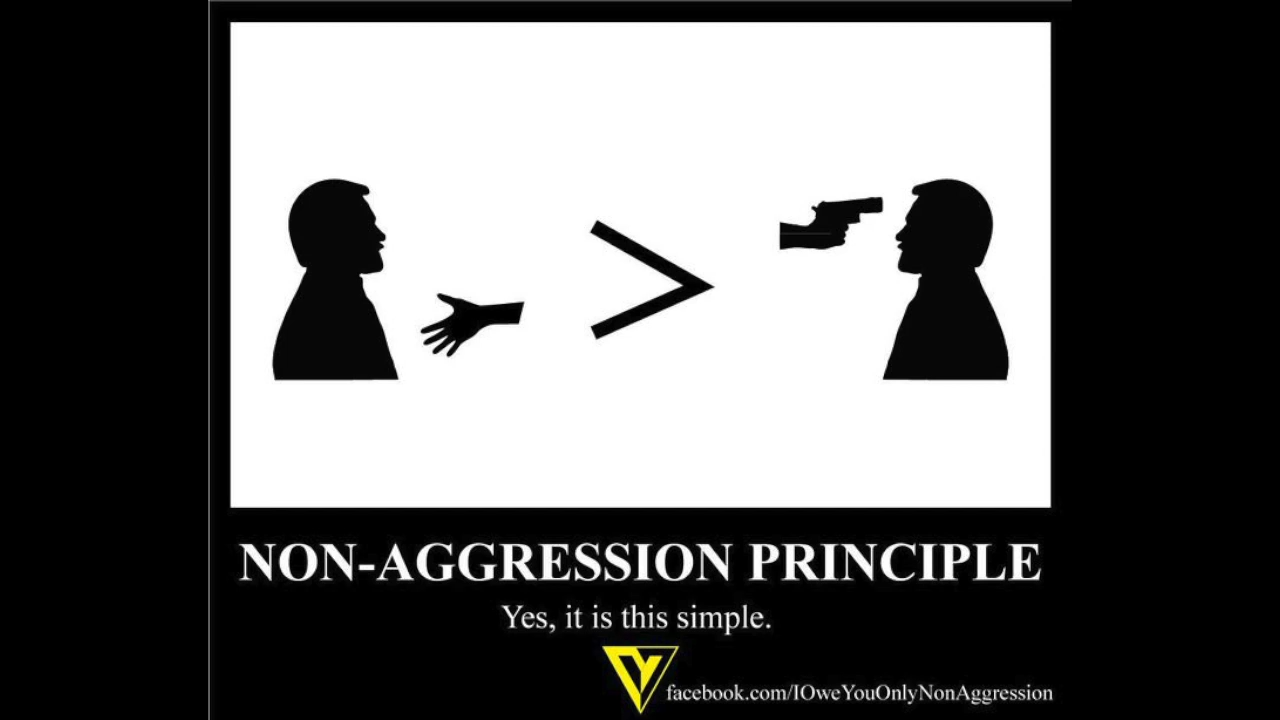 NON-AGGRESSION PRINCIPLE
Yes, it is this simple.
facebook.com/IOweYouOnlyNonAggression